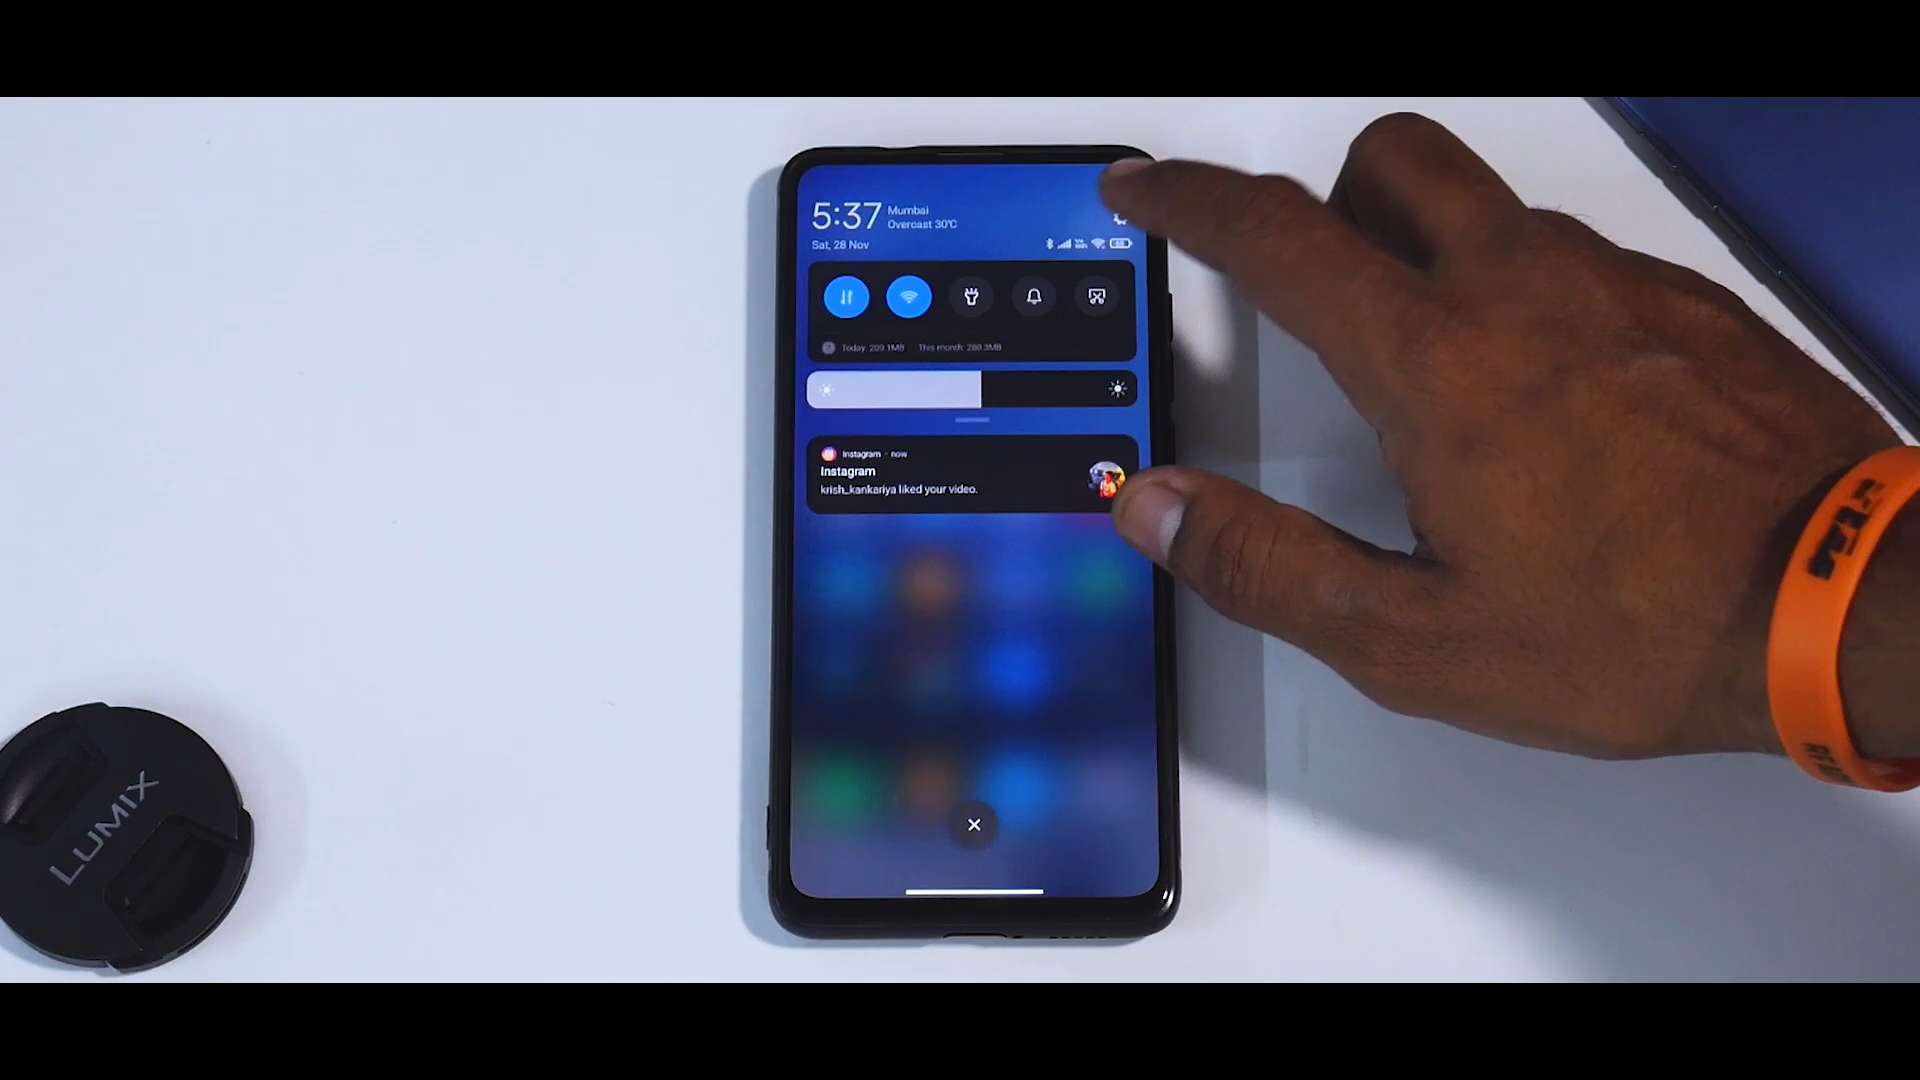 5:37
Mumbai
Overcast 30°C
Sat, 28 Nov
Today: 209.1MB This month: 280.3MB
Instagram • now
Instagram
krish_kankariya liked your video.
LUMIX